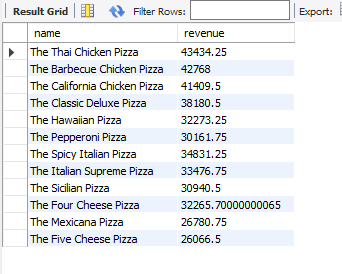 Result Grid Filter Rows: Export:
name revenue
The Thai Chicken Pizza 43434.25
The Barbecue Chicken Pizza 42768
The California Chicken Pizza 41409.5
The Classic Deluxe Pizza 38180.5
The Hawaiian Pizza 32273.25
The Pepperoni Pizza 30161.75
The Spicy Italian Pizza 34831.25
The Italian Supreme Pizza 33476.75
The Sicilian Pizza 30940.5
The Four Cheese Pizza 32265.70000000065
The Mexicana Pizza 26780.75
The Five Cheese Pizza 26066.5